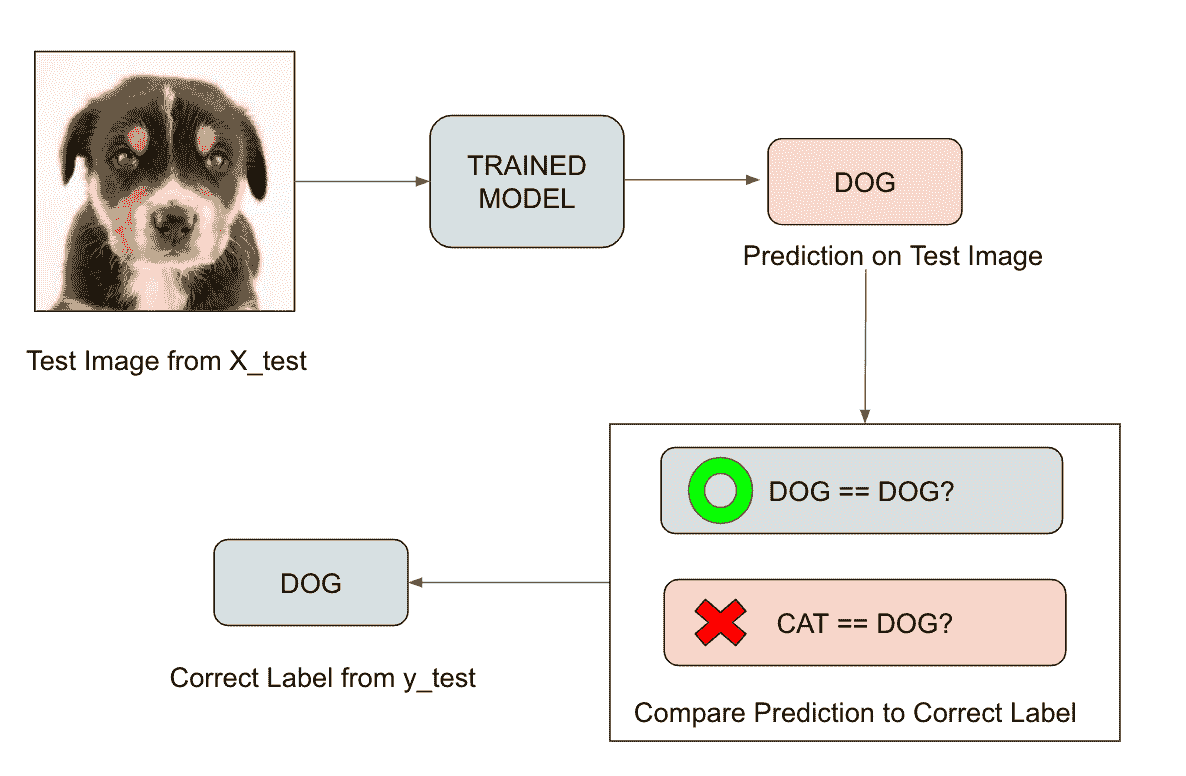 TRAINED
MODEL
DOG
Prediction on Test Image
Test Image from X_test
DOG == DOG?
CAT == DOG?
Compare Prediction to Correct Label
DOG
Correct Label from y_test